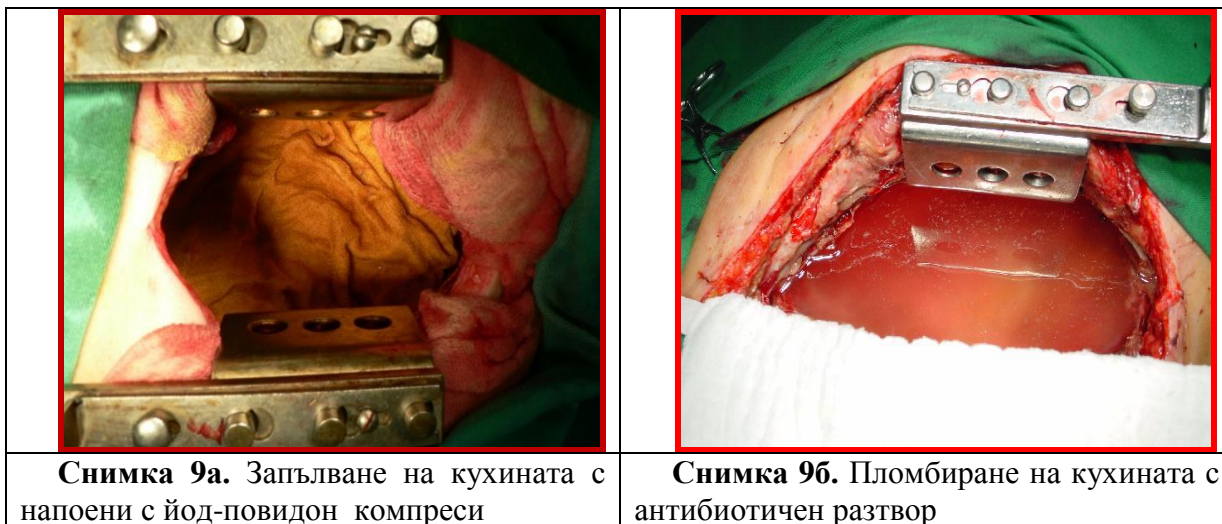 Снимка 9а. Запълване на кухината с
напоени с йод-повидон компреси
Снимка 9б. Пломбиране на кухината с
антибиотичен разтвор